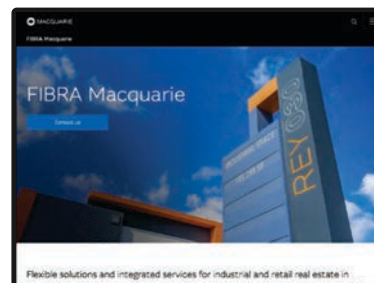 MACQUARIE
FIBRA Macquarie
FIBRA Macquarie
Contact us
REY 030
Flexible solutions and integrated services for industrial and retail real estate in